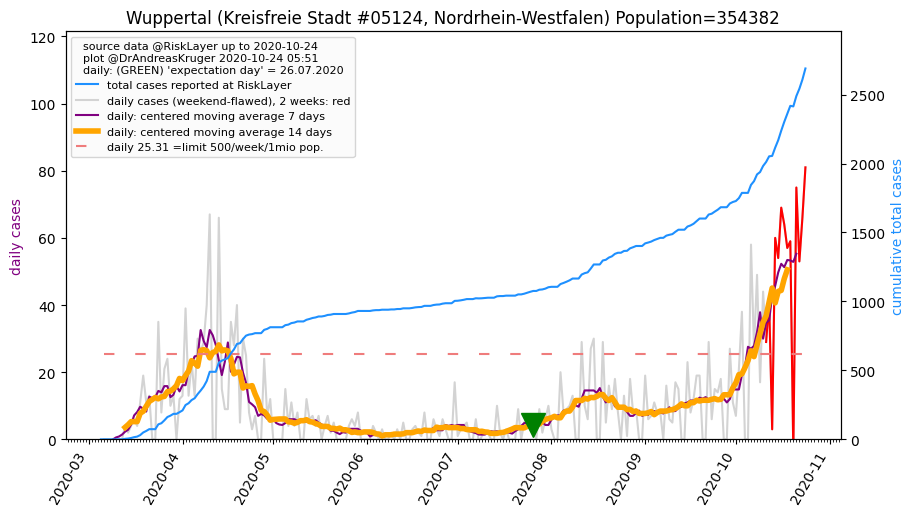 Wuppertal (Kreisfreie Stadt #05124, Nordrhein-Westfalen) Population=354382
source data @RiskLayer up to 2020-10-24
plot @DrAndreasKruger 2020-10-24 05:51
daily: (GREEN) 'expectation day' = 26.07.2020
total cases reported at RiskLayer
daily cases (weekend-flawed), 2 weeks: red
daily: centered moving average 7 days
daily: centered moving average 14 days
daily 25.31 =limit 500/week/1mio pop.
daily cases
120
100
80
60
40
20
0
cumulative total cases
2500
2000
1500
1000
500
0
2020-03
2020-04
2020-05
2020-06
2020-07
2020-08
2020-09
2020-10
2020-11